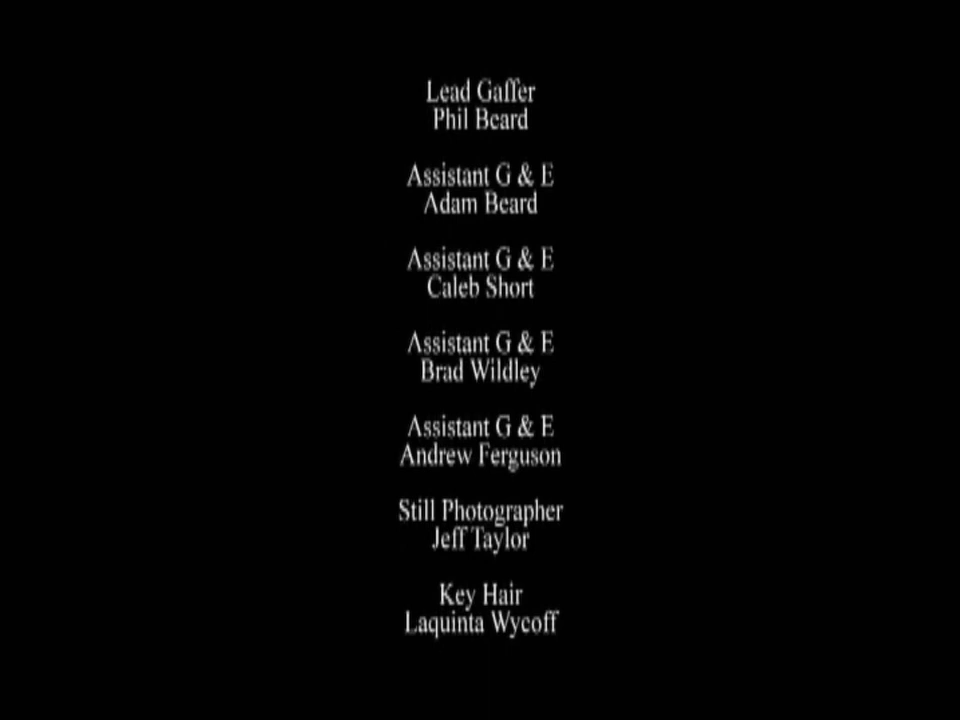 Lead Gaffer
Phil Beard
Assistant G & E
Adam Beard
Assistant G & E
Caleb Short
Assistant G & E
Brad Wildley
Assistant G & E
Andrew Ferguson
Still Photographer
Jeff Taylor
Key Hair
Laquinta Wycoff